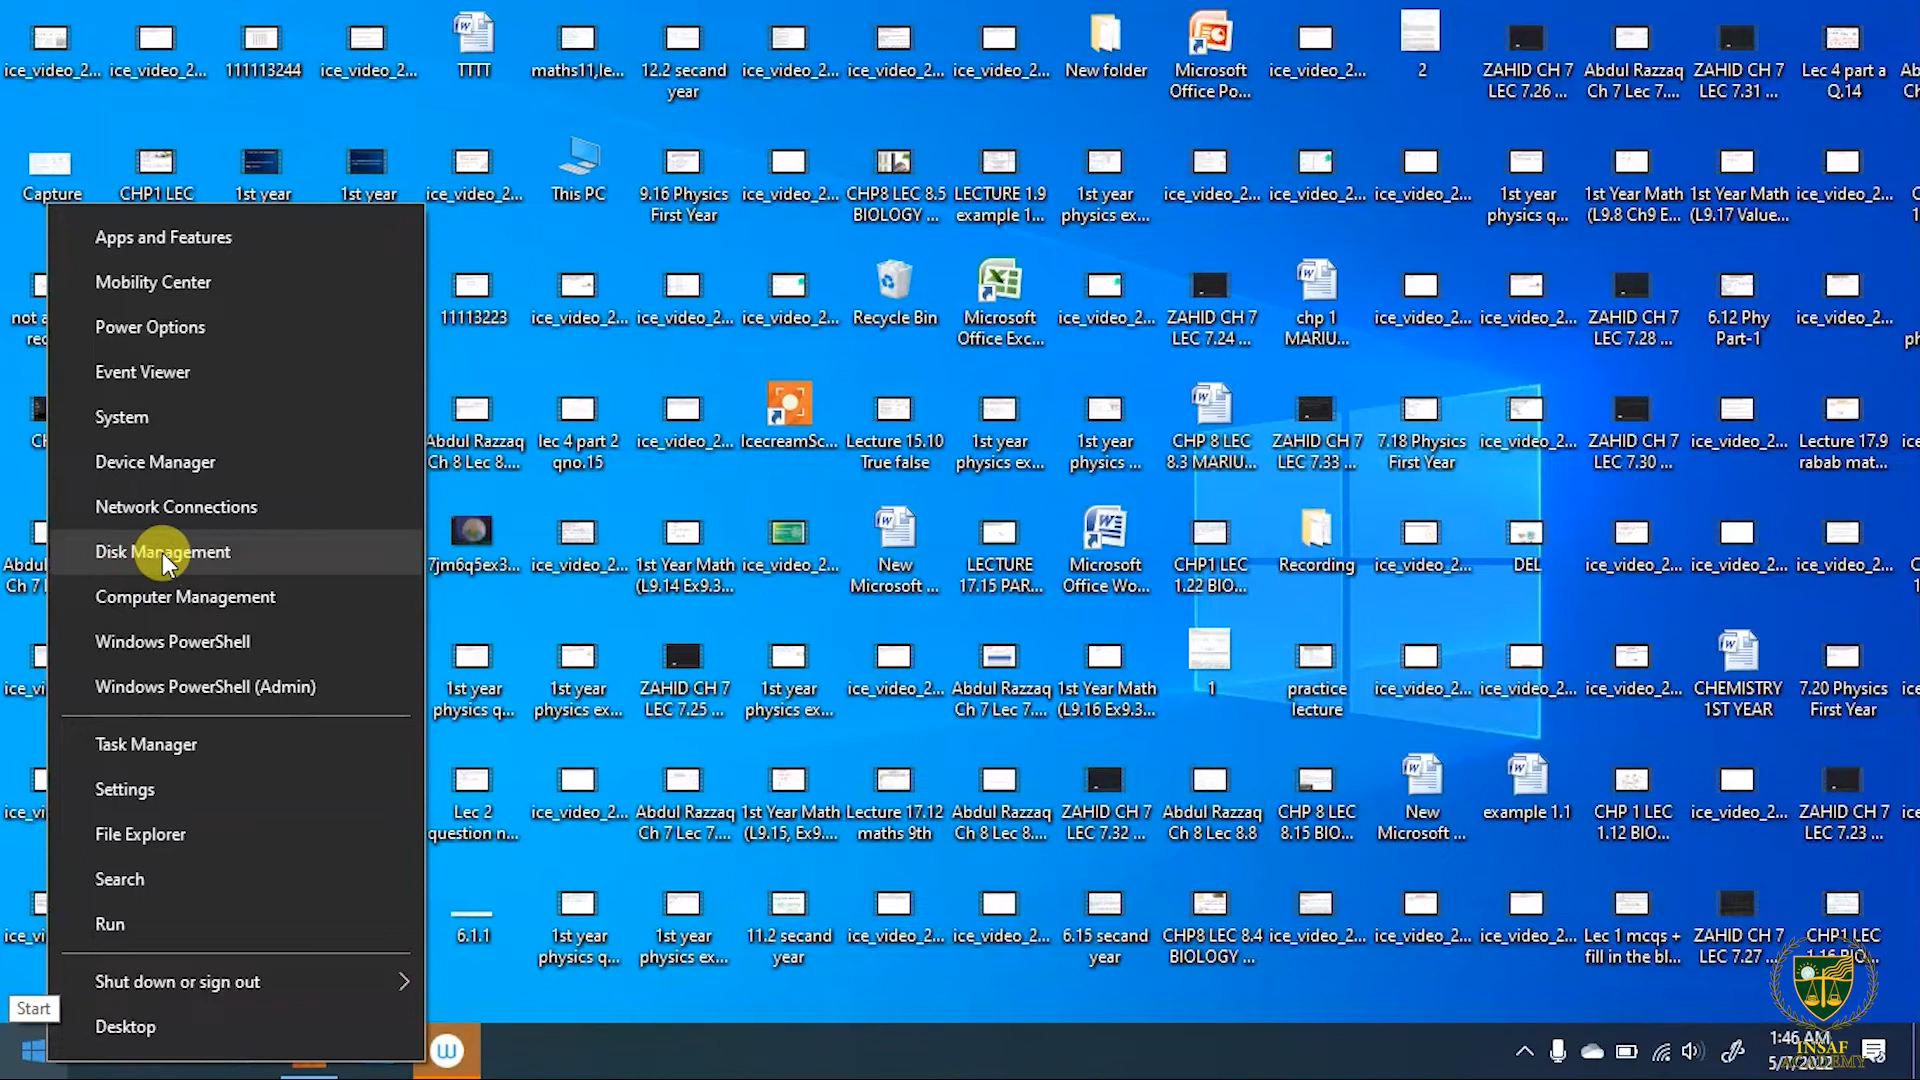 ice_video_2... ice_video_2... 111113244 ice_video_2... TTTT maths11,le... 12.2 secand ice_video_2... ice_video_2... ice_video_2... New folder Microsoft ice_video_2... 2 ZAHID CH 7 Abdul Razzaq ZAHID CH 7 Lec 4 part a
year Office Po... LEC 7.26 ... Ch 7 Lec 7.... LEC 7.31 ... Q.14
Capture CHP1 LEC 1st year 1st year ice_video_2... This PC 9.16 Physics ice_video_2... CHP8 LEC 8.5 LECTURE 1.9 1st year ice_video_2... ice_video_2... ice_video_2... 1st year 1st Year Math 1st Year Math ice_video_2...
First Year BIOLOGY ... example 1... physics ex... physics q... (L9.8 Ch9 E... (L9.17 Value...
11113223 ice_video_2... ice_video_2... ice_video_2... Recycle Bin Microsoft ice_video_2... ZAHID CH 7 chp 1 ice_video_2... ice_video_2... ZAHID CH 7 6.12 Phy ice_video_2...
Office Exc... LEC 7.24 ... MARIU... LEC 7.28 ... Part-1
Abdul Razzaq lec 4 part 2 ice_video_2... IcecreamSc... Lecture 15.10 1st year 1st year CHP 8 LEC ZAHID CH 7 7.18 Physics ice_video_2... ZAHID CH 7 ice_video_2... Lecture 17.9
Ch 8 Lec 8.... qno.15 True false physics ex... physics ... 8.3 MARIU... LEC 7.33 ... First Year LEC 7.30 ... rabab mat...
7jm6q5ex3... ice_video_2... 1st Year Math ice_video_2... New LECTURE Microsoft CHP1 LEC Recording ice_video_2... DEL ice_video_2... ice_video_2... ice_video_2...
(L9.14 Ex9.3... Microsoft ... 17.15 PAR... Office Wo... 1.22 BIO...
1st year 1st year ZAHID CH 7 1st year ice_video_2... Abdul Razzaq 1st Year Math 1 practice ice_video_2... ice_video_2... ice_video_2... CHEMISTRY 7.20 Physics
physics q... physics ex... LEC 7.25 ... physics ex... Ch 7 Lec 7.... (L9.16 Ex9.3... lecture 1ST YEAR First Year
Lec 2 ice_video_2... Abdul Razzaq 1st Year Math Lecture 17.12 Abdul Razzaq ZAHID CH 7 Abdul Razzaq CHP 8 LEC New example 1.1 CHP 1 LEC ice_video_2... ZAHID CH 7
question n... Ch 7 Lec 7.... (L9.15, Ex9.... maths 9th Ch 8 Lec 8.... LEC 7.32 ... Ch 8 Lec 8.8 8.15 BIO... Microsoft ... 1.12 BIO... LEC 7.23 ...
6.1.1 1st year 1st year 11.2 secand ice_video_2... ice_video_2... 6.15 secand CHP8 LEC 8.4 ice_video_2... ice_video_2... ice_video_2... Lec 1 mcqs + ZAHID CH 7 CHP1 LEC
physics q... physics ex... year year BIOLOGY ... fill in the bl... LEC 7.27 ... 1.16 BIO...
Apps and Features
Mobility Center
Power Options
Event Viewer
System
Device Manager
Network Connections
Disk Management
Computer Management
Windows PowerShell
Windows PowerShell (Admin)
Task Manager
Settings
File Explorer
Search
Run
Shut down or sign out
Desktop
Start
1:46 AM
5/7/2022
INSAF
ACADEMY